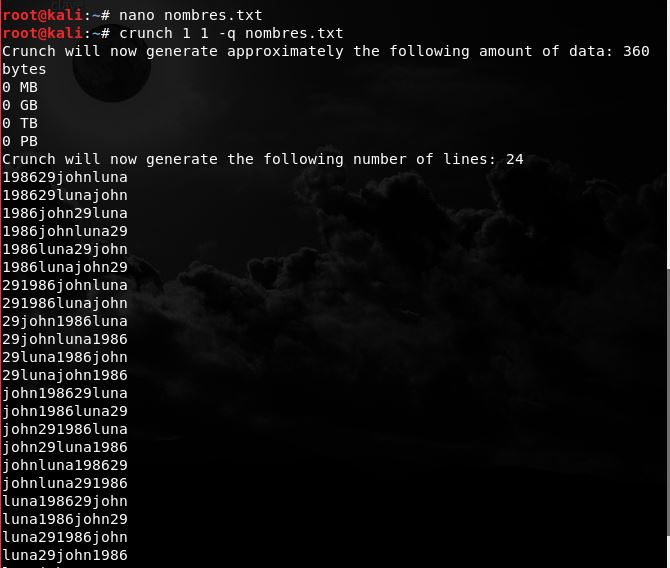 root@kali:~# nano nombres.txt
root@kali:~# crunch 1 1 -q nombres.txt
Crunch will now generate approximately the following amount of data: 360
bytes
0 MB
0 GB
0 TB
0 PB
Crunch will now generate the following number of lines: 24
198629johnluna
198629lunajohn
1986john29luna
1986johnluna29
1986luna29john
1986lunajohn29
291986johnluna
291986lunajohn
29john1986luna
29johnluna1986
29luna1986john
29lunajohn1986
john198629luna
john1986luna29
john291986luna
john29luna1986
johnluna198629
johnluna291986
luna198629john
luna1986john29
luna291986john
luna29john1986